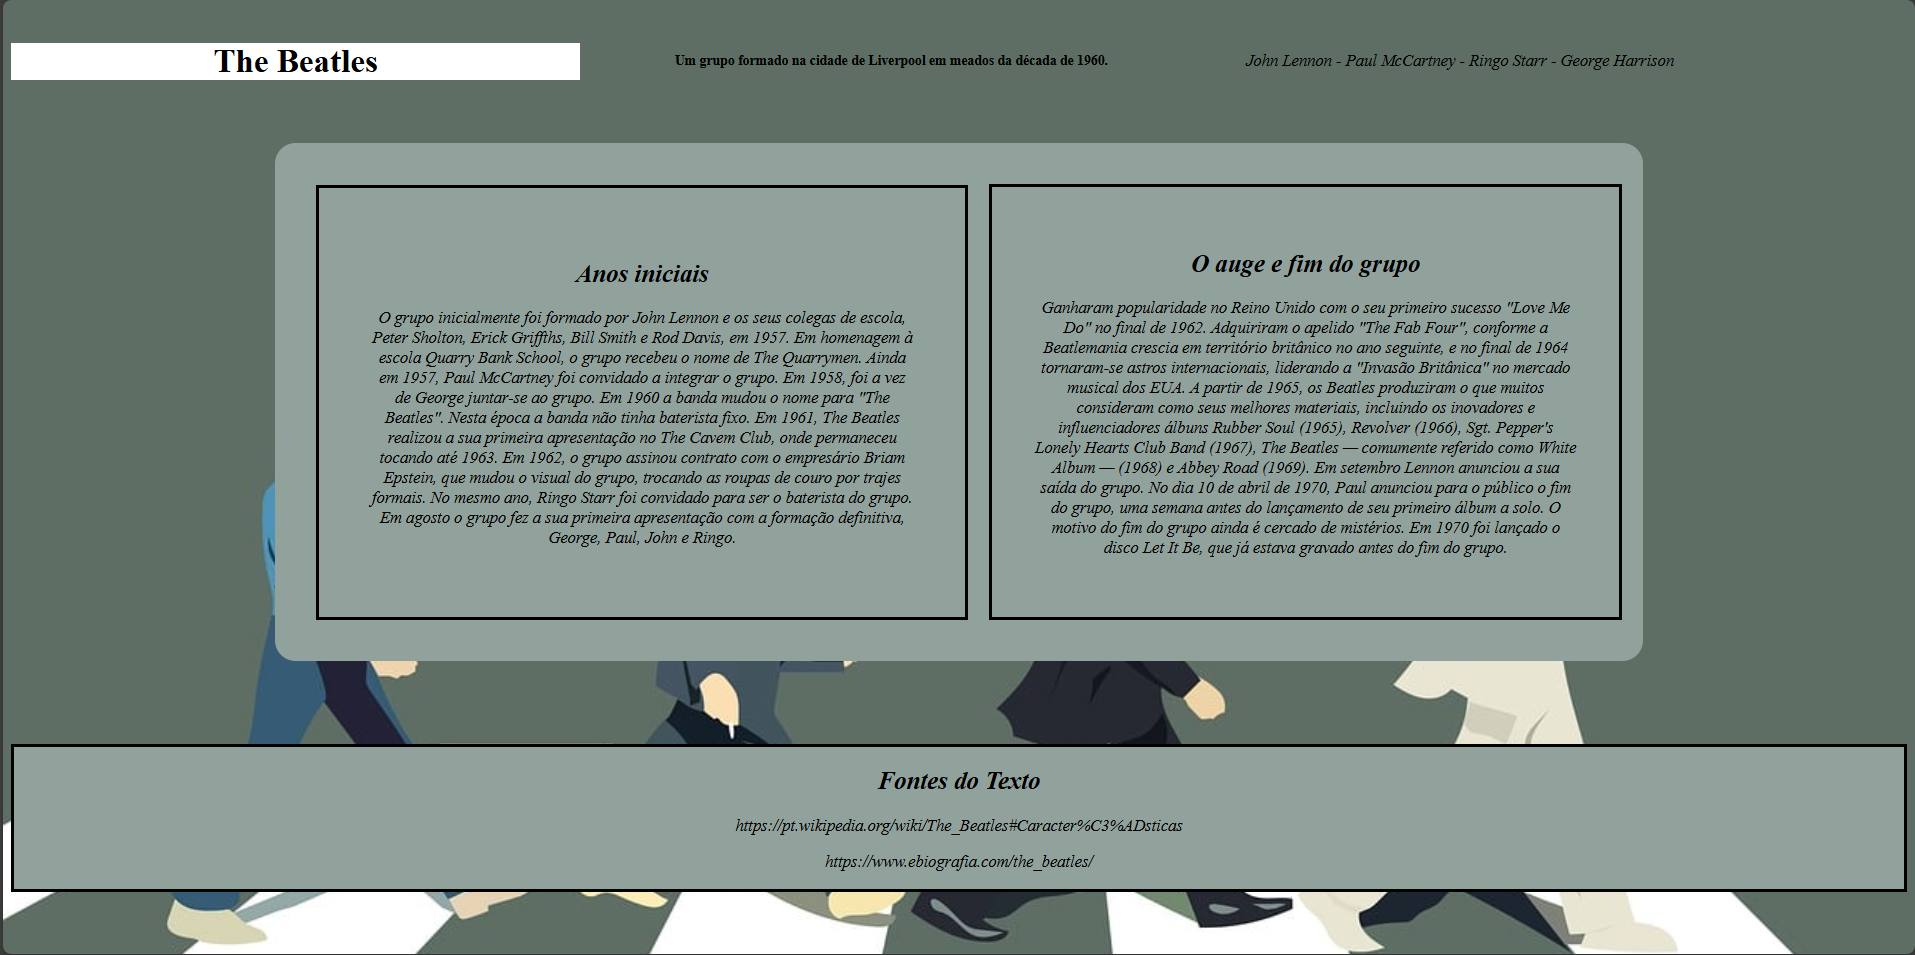 The Beatles
Um grupo formado na cidade de Liverpool em meados da década de 1960.
John Lennon - Paul McCartney - Ringo Starr - George Harrison
Anos iniciais
O grupo inicialmente foi formado por John Lennon e os seus colegas de escola,
Peter Sholton, Erick Griffths, Bill Smith e Rod Davis, em 1957. Em homenagem à
escola Quarry Bank School, o grupo recebeu o nome de The Quarrymen. Ainda
em 1957, Paul McCartney foi convidado a integrar o grupo. Em 1958, foi a vez
de George juntar-se ao grupo. Em 1960 a banda mudou o nome para "The
Beatles". Nesta época a banda não tinha baterista fixo. Em 1961, The Beatles
realizou a sua primeira apresentação no The Cavem Club, onde permaneceu
tocando até 1963. Em 1962, o grupo assinou contrato com o empresário Briam
Epstein, que mudou o visual do grupo, trocando as roupas de couro por trajes
formais. No mesmo ano, Ringo Starr foi convidado para ser o baterista do grupo.
Em agosto o grupo fez a sua primeira apresentação com a formação definitiva,
George, Paul, John e Ringo.
O auge e fim do grupo
Ganharam popularidade no Reino Unido com o seu primeiro sucesso "Love Me
Do" no final de 1962. Adquiriram o apelido "The Fab Four", conforme a
Beatlemania crescia em território britânico no ano seguinte, e no final de 1964
tornaram-se astros internacionais, liderando a "Invasão Britânica" no mercado
musical dos EUA. A partir de 1965, os Beatles produziram o que muitos
consideram como seus melhores materiais, incluindo os inovadores e
influenciadores álbuns Rubber Soul (1965), Revolver (1966), Sgt. Pepper's
Lonely Hearts Club Band (1967), The Beatles — comumente referido como White
Album — (1968) e Abbey Road (1969). Em setembro Lennon anunciou a sua
saída do grupo. No dia 10 de abril de 1970, Paul anunciou para o público o fim
do grupo, uma semana antes do lançamento de seu primeiro álbum a solo. O
motivo do fim do grupo ainda é cercado de mistérios. Em 1970 foi lançado o
disco Let It Be, que já estava gravado antes do fim do grupo.
Fontes do Texto
https://pt.wikipedia.org/wiki/The_Beatles#Caracter%C3%ADsticas
https://www.ebiografia.com/the_beatles/